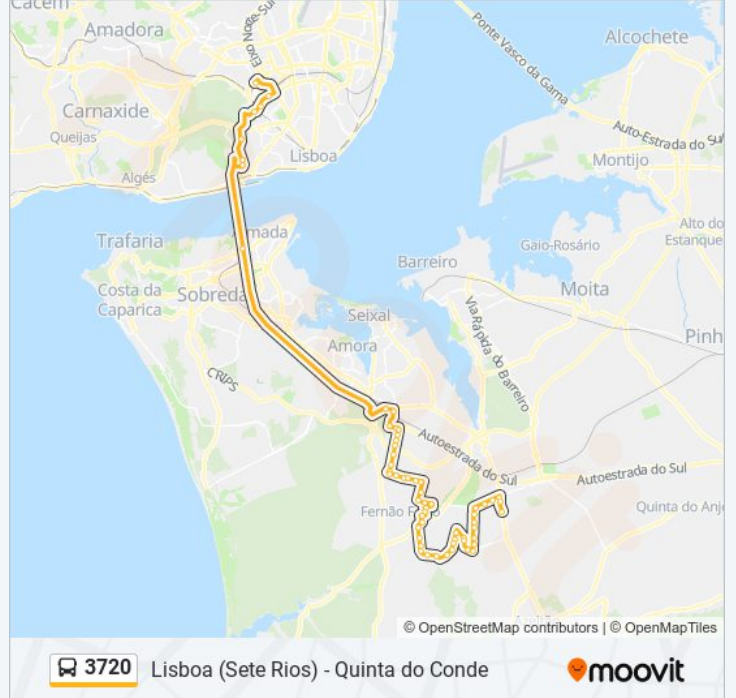 Cacém
Amadora
Eixo Norte-Sul
Ponte Vasco da Gama
Alcochete
Carnaxide
Queijas
Auto-Estrada do Sul
Lisboa
Montijo
Algés
Trafaria
Almada
Gaio-Rosário
Alto do
Estanque
Barreiro
Costa da
Caparica
Sobreda
Moita
Seixal
Via Rápida do Barreiro
Pinh
Amora
CRIPS
Autoestrada do Sul
Autoestrada do Sul
Fernão F
Quinta do Anj
© OpenStreetMap contributors | © OpenMapTiles
3720 Lisboa (Sete Rios) - Quinta do Conde
moovit